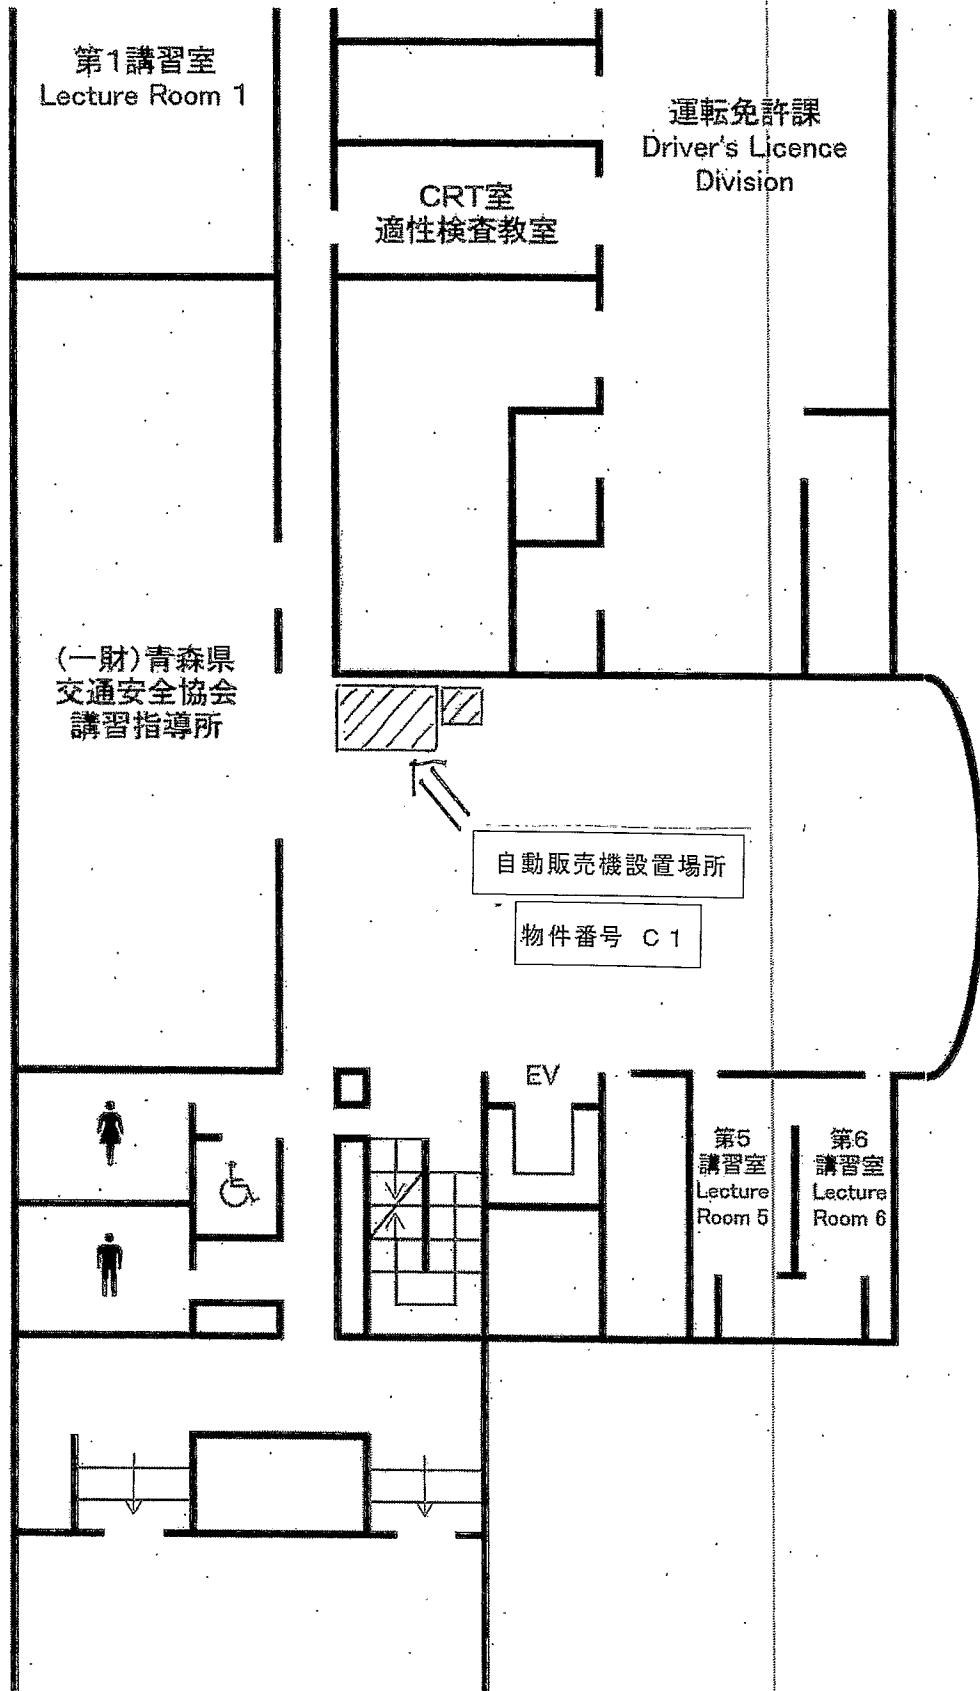 第1講習室
Lecture Room 1
運転免許課
Driver's Licence
Division
CRT室
適性検査教室
(一財)青森県
交通安全協会
講習指導所
自動販売機設置場所
物件番号 C1
EV
第5
講習室
Lecture
Room 5
第6
講習室
Lecture
Room 6